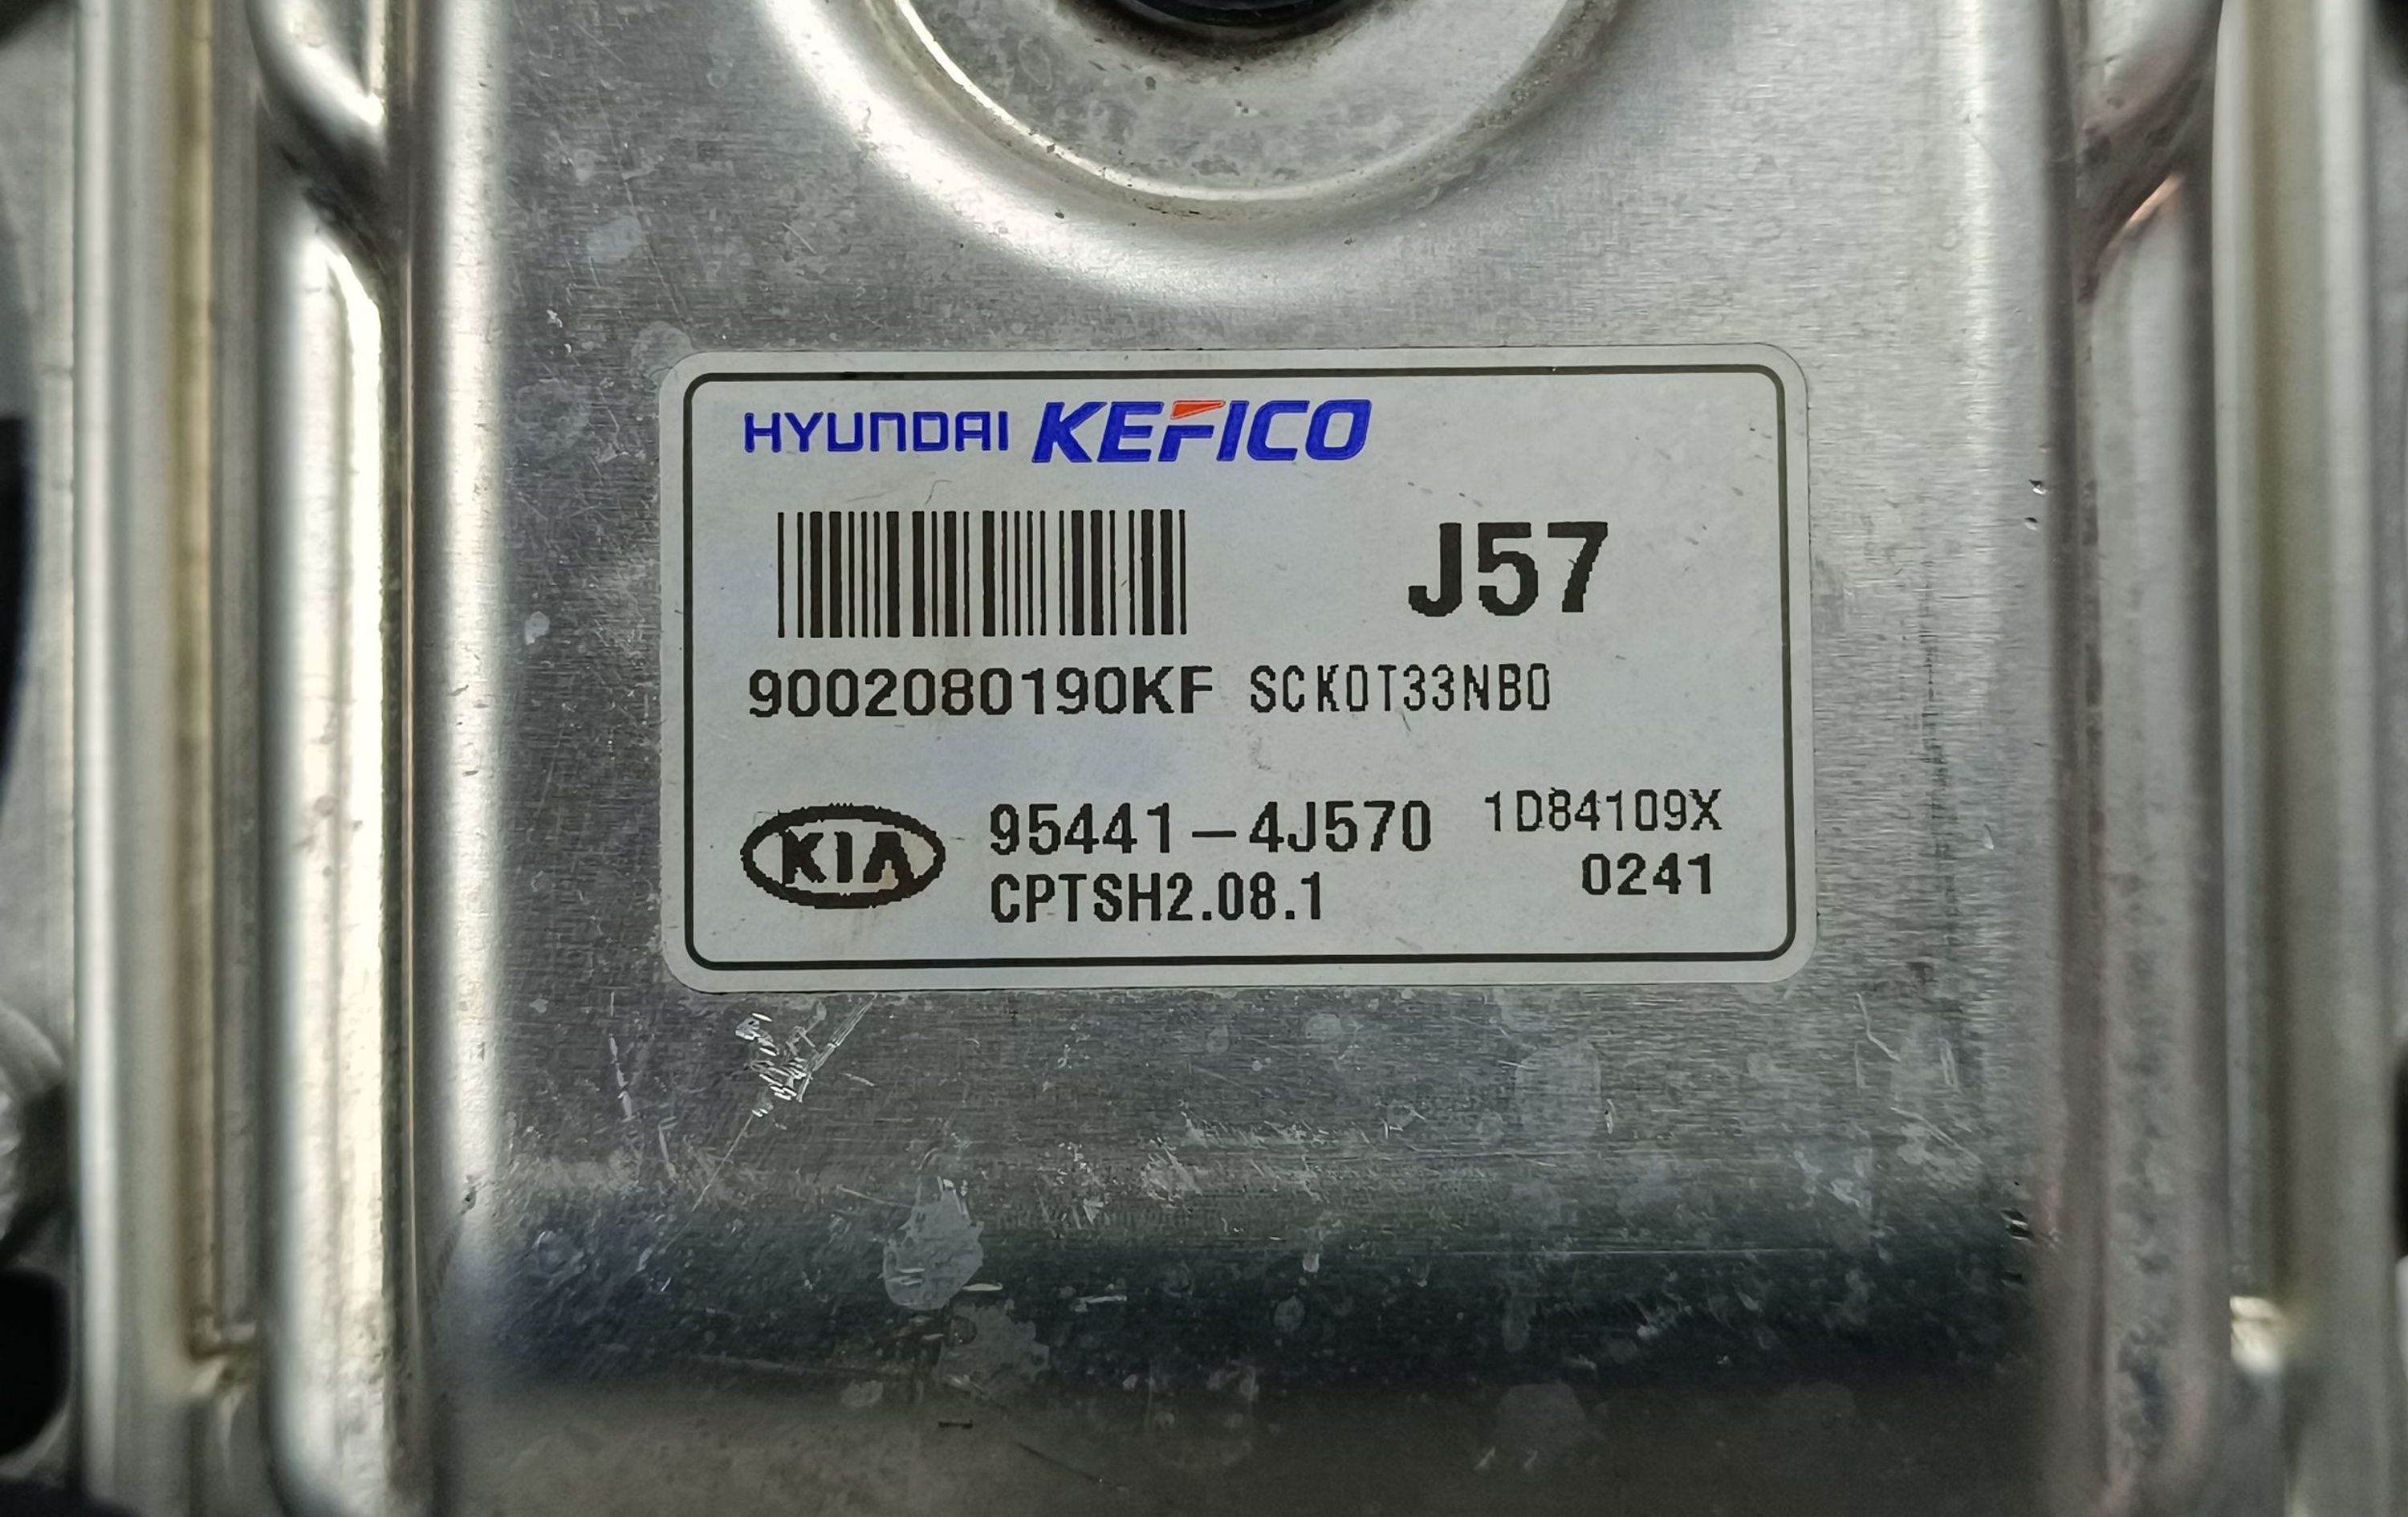 HYUNDAI KEFICO
J57
9002080190KF SCK0T33NB0
KIA 95441-4J570 1D84109X
CPTSH2.08.1 0241